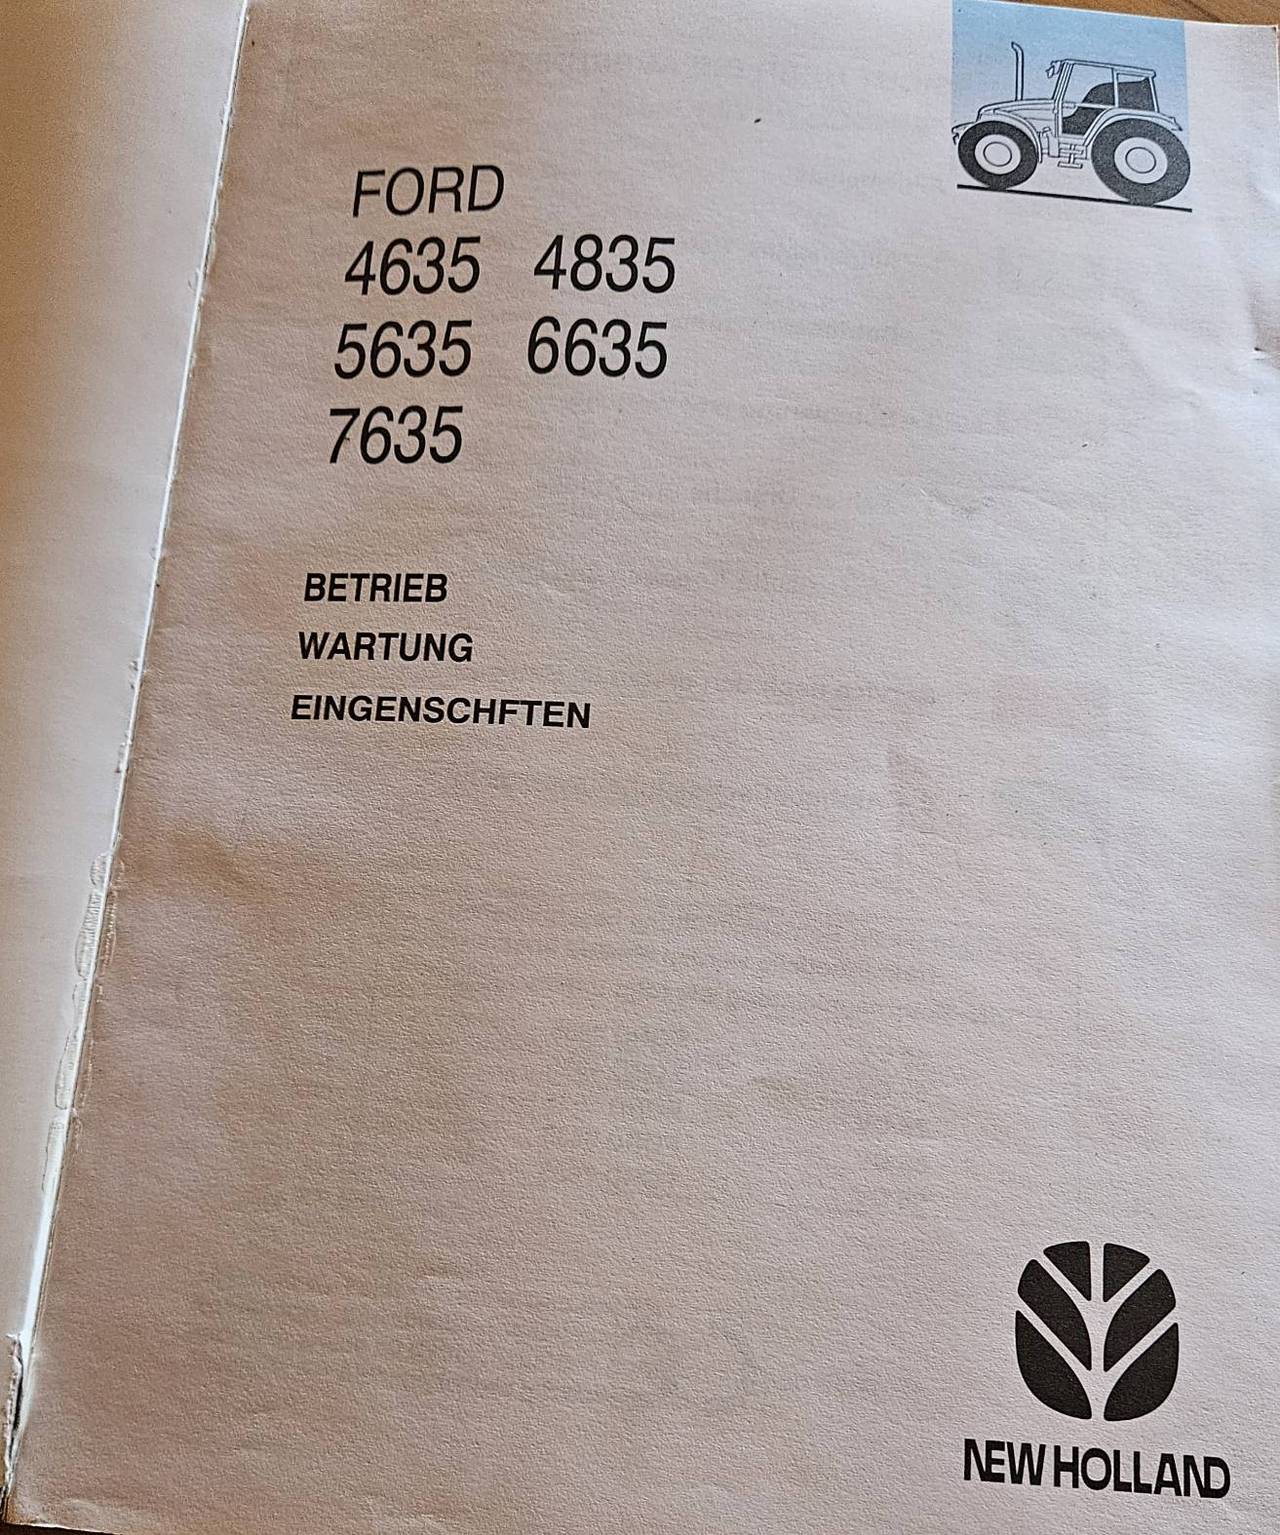 FORD
4635 4835
5635 6635
7635
BETRIEB
WARTUNG
EINGENSCHFTEN
NEW HOLLAND